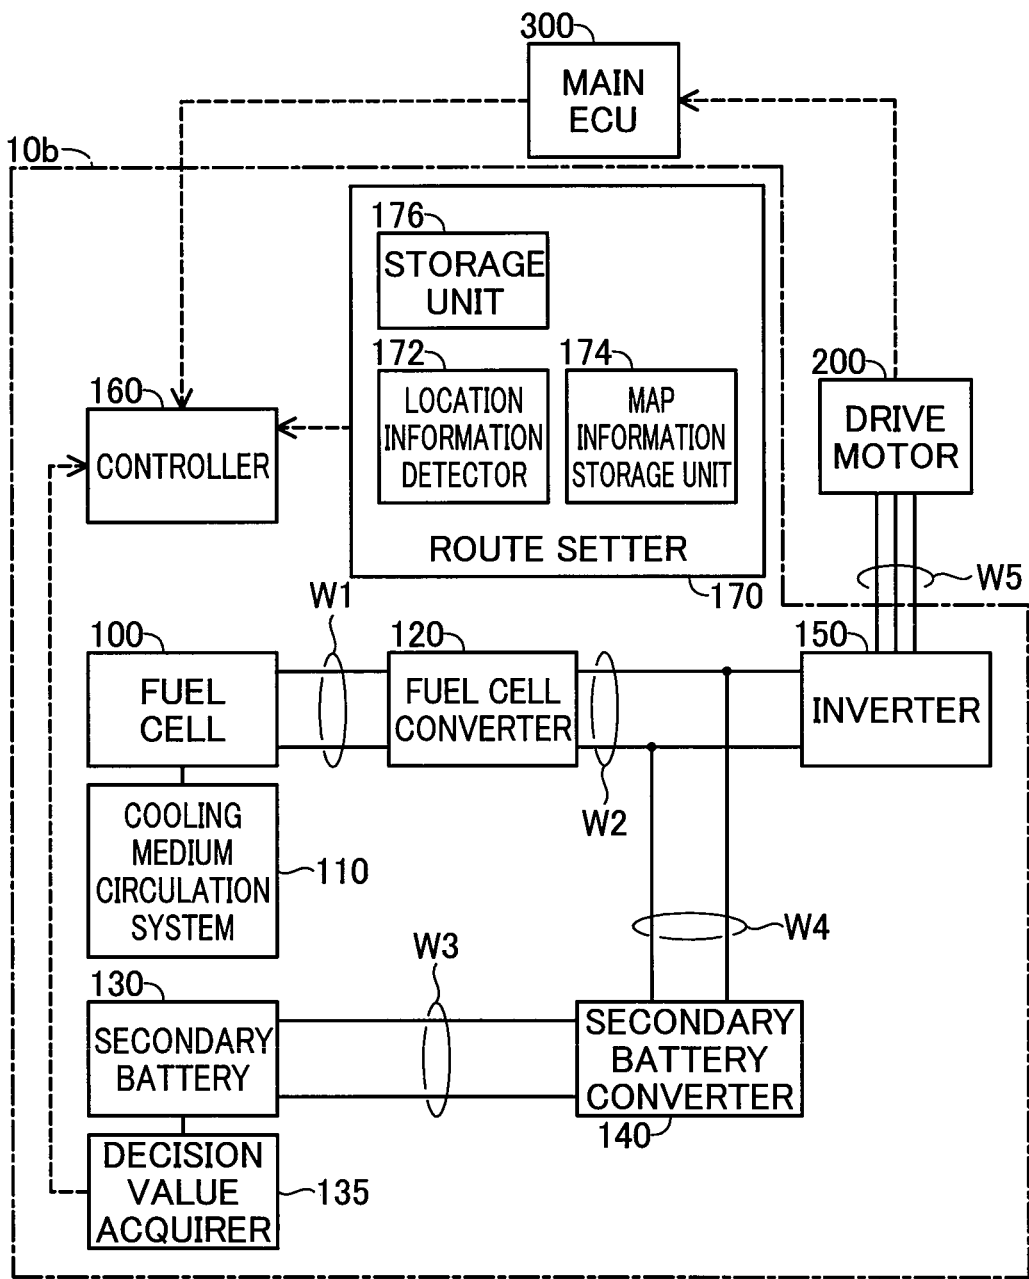 300
MAIN
ECU
10b
176
STORAGE
UNIT
172
LOCATION
INFORMATION
DETECTOR
174
MAP
INFORMATION
STORAGE UNIT
ROUTE SETTER
170
160
CONTROLLER
200
DRIVE
MOTOR
W5
W1
100
FUEL
CELL
120
FUEL CELL
CONVERTER
150
INVERTER
W2
COOLING
MEDIUM
CIRCULATION
SYSTEM
110
W4
W3
130
SECONDARY
BATTERY
SECONDARY
BATTERY
CONVERTER
140
DECISION
VALUE
ACQUIRER
135